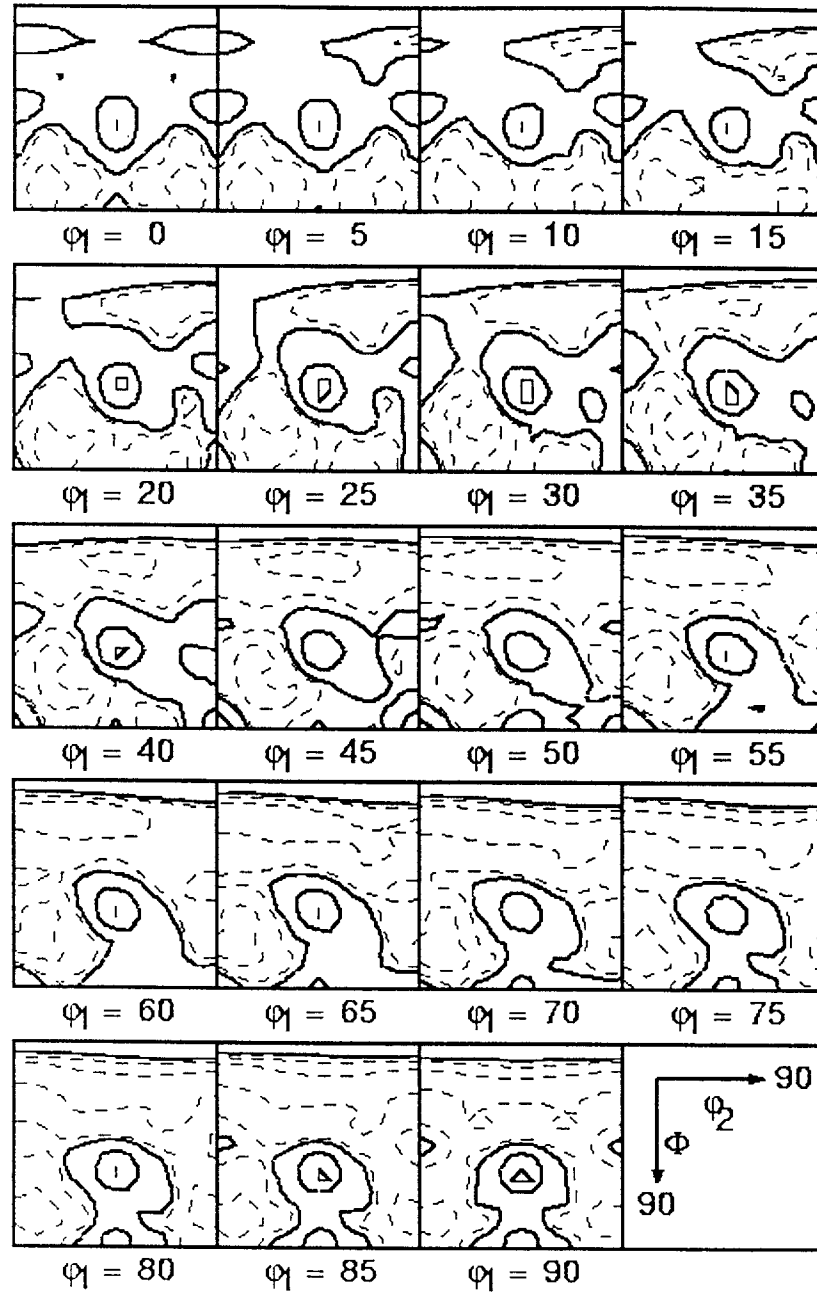 φ1 = 0 φ1 = 5 φ1 = 10 φ1 = 15
φ1 = 20 φ1 = 25 φ1 = 30 φ1 = 35
φ1 = 40 φ1 = 45 φ1 = 50 φ1 = 55
φ1 = 60 φ1 = 65 φ1 = 70 φ1 = 75
90
φ2
Φ
90
φ1 = 80 φ1 = 85 φ1 = 90